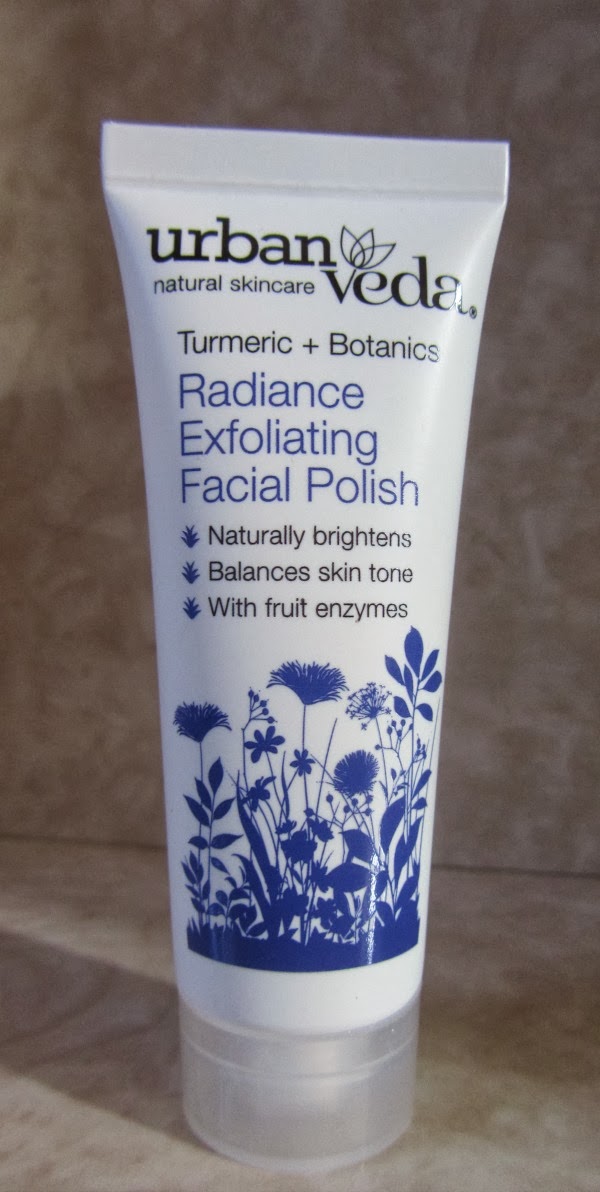 urban
natural skincare veda®
Turmeric + Botanics
Radiance
Exfoliating
Facial Polish
Naturally brightens
Balances skin tone
With fruit enzymes